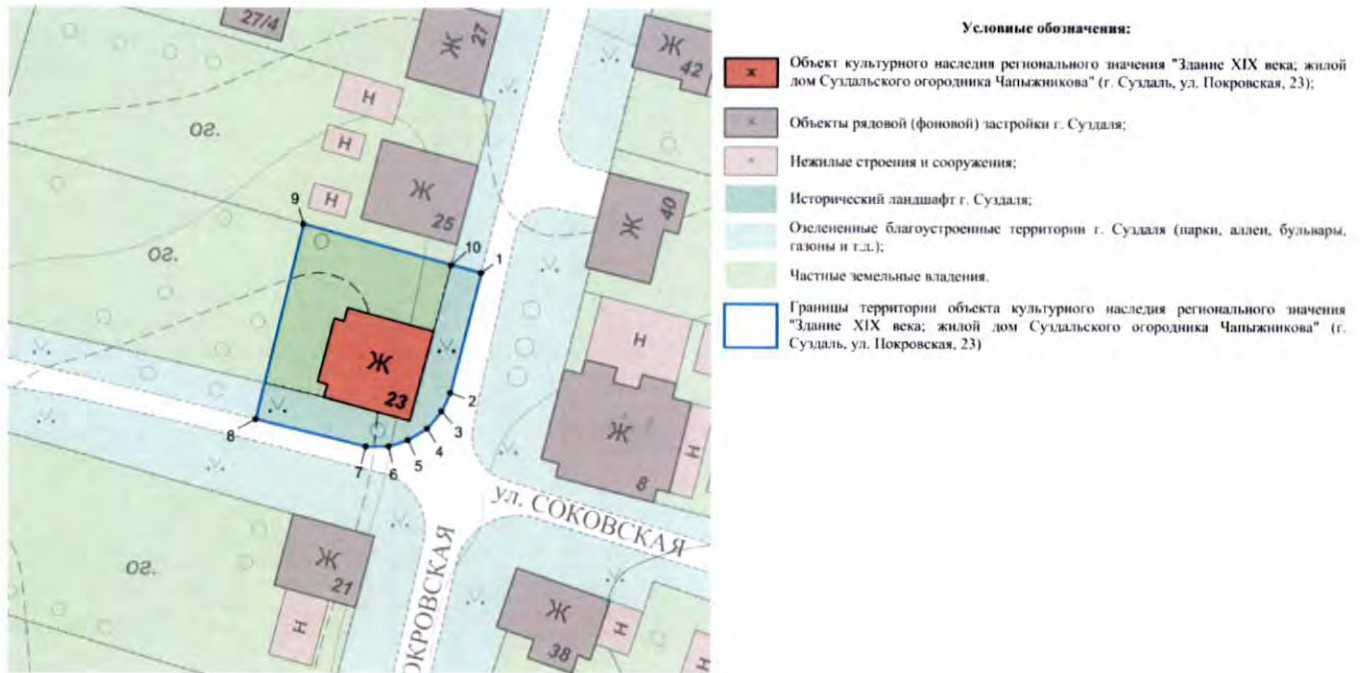 27/4
Ж
27
Ж
42
Н
ог.
Н
Ж
25
Н
Ж
40
9
10
1
ог.
Н
Ж
23
2
3
4
5
6
7
8
Ж
8
Н
ул. СОКОВСКАЯ
ОКРОВСКАЯ
ог.
Ж
21
Н
Ж
38
Н
Н
Условные обозначения:
ж
Объект культурного наследия регионального значения "Здание XIX века; жилой
дом Суздальского огородника Чапыжникова" (г. Суздаль, ул. Покровская, 23);
Объекты рядовой (фоновой) застройки г. Суздаля;
Нежилые строения и сооружения;
Исторический ландшафт г. Суздаля;
Озелененные благоустроенные территории г. Суздаля (парки, аллеи, бульвары,
газоны и т.д.);
Частные земельные владения.
Границы территории объекта культурного наследия регионального значения
"Здание XIX века; жилой дом Суздальского огородника Чапыжникова" (г.
Суздаль, ул. Покровская, 23)